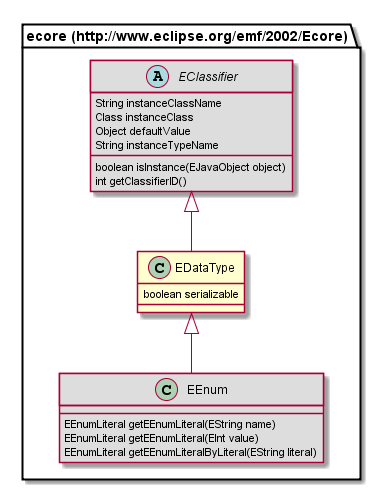 ecore (http://www.eclipse.org/emf/2002/Ecore)
A EClassifier
String instanceClassName
Class instanceClass
Object defaultValue
String instanceTypeName
boolean isInstance(EJavaObject object)
int getClassifierID()
C EDataType
boolean serializable
C EEnum
EEnumLiteral getEEnumLiteral(EString name)
EEnumLiteral getEEnumLiteral(EInt value)
EEnumLiteral getEEnumLiteralByLiteral(EString literal)